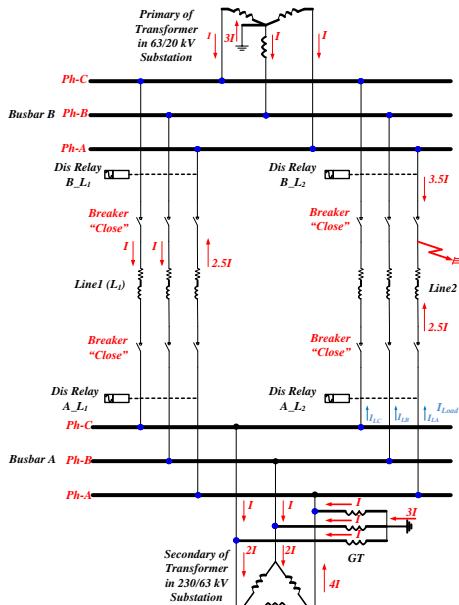 Primary of
Transformer
in 63/20 kV
Substation
I
3I
I
I
Ph-C
Busbar B
Ph-B
Ph-A
Dis Relay
B_L1
Dis Relay
B_L2
3.5I
Breaker
"Close"
Breaker
"Close"
I
I
2.5I
Line1 (L1)
Line2
2.5I
Breaker
"Close"
Breaker
"Close"
Dis Relay
A_L1
Dis Relay
A_L2
ILC
ILB
ILA
ILoad
Ph-C
Busbar A
Ph-B
Ph-A
I
I
I
I
I
3I
GT
Secondary of
Transformer
in 230/63 kV
Substation
2I
2I
4I